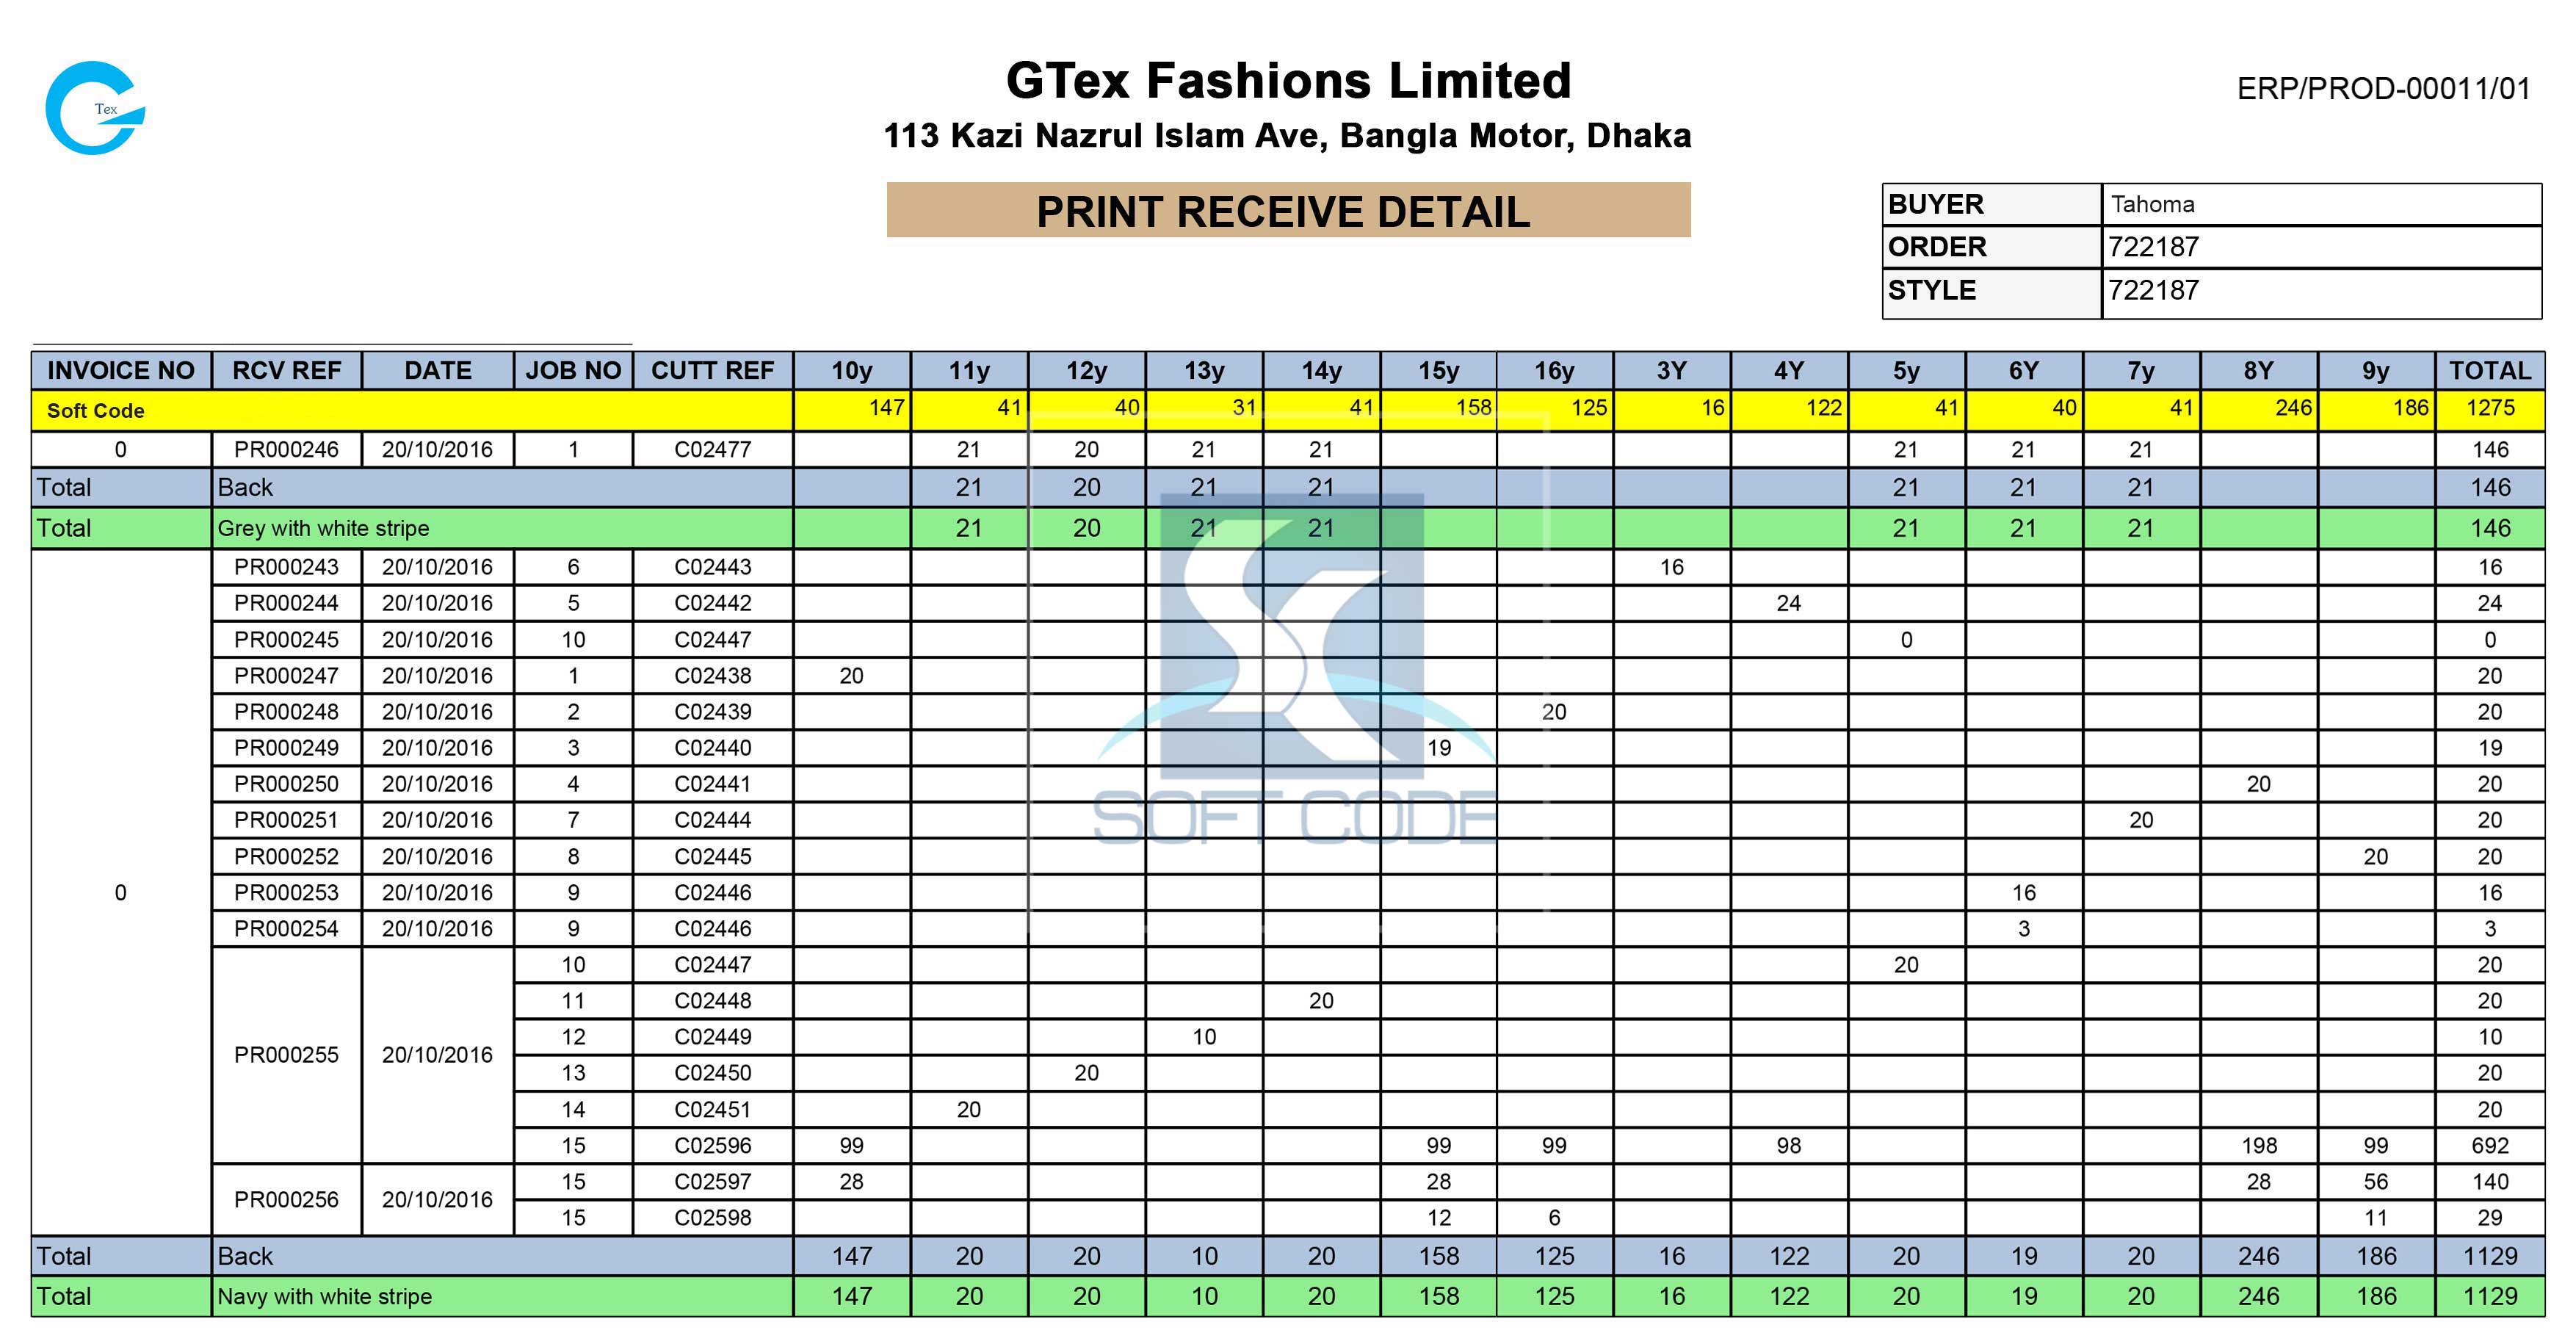 Tex
GTex Fashions Limited
ERP/PROD-00011/01
113 Kazi Nazrul Islam Ave, Bangla Motor, Dhaka
PRINT RECEIVE DETAIL
BUYER Tahoma
ORDER 722187
STYLE 722187
INVOICE NO RCV REF DATE JOB NO CUTT REF 10y 11y 12y 13y 14y 15y 16y 3Y 4Y 5y 6Y 7y 8Y 9y TOTAL
Soft Code 147 41 40 31 41 158 125 16 122 41 40 41 246 186 1275
0 PR000246 20/10/2016 1 C02477 21 20 21 21 21 21 21 146
Total Back 21 20 21 21 21 21 21 146
Total Grey with white stripe 21 20 21 21 21 21 21 146
PR000243 20/10/2016 6 C02443 16 16
PR000244 20/10/2016 5 C02442 24 24
PR000245 20/10/2016 10 C02447 0 0
PR000247 20/10/2016 1 C02438 20 20
PR000248 20/10/2016 2 C02439 20 20
PR000249 20/10/2016 3 C02440 19 19
PR000250 20/10/2016 4 C02441 20 20
PR000251 20/10/2016 7 C02444 20 20
PR000252 20/10/2016 8 C02445 20 20
0 PR000253 20/10/2016 9 C02446 16 16
PR000254 20/10/2016 9 C02446 3 3
10 C02447 20 20
11 C02448 20 20
12 C02449 10 10
PR000255 20/10/2016
13 C02450 20 20
14 C02451 20 20
15 C02596 99 99 99 98 198 99 692
15 C02597 28 28 28 56 140
PR000256 20/10/2016
15 C02598 12 6 11 29
Total Back 147 20 20 10 20 158 125 16 122 20 19 20 246 186 1129
Total Navy with white stripe 147 20 20 10 20 158 125 16 122 20 19 20 246 186 1129
SOFT CODE